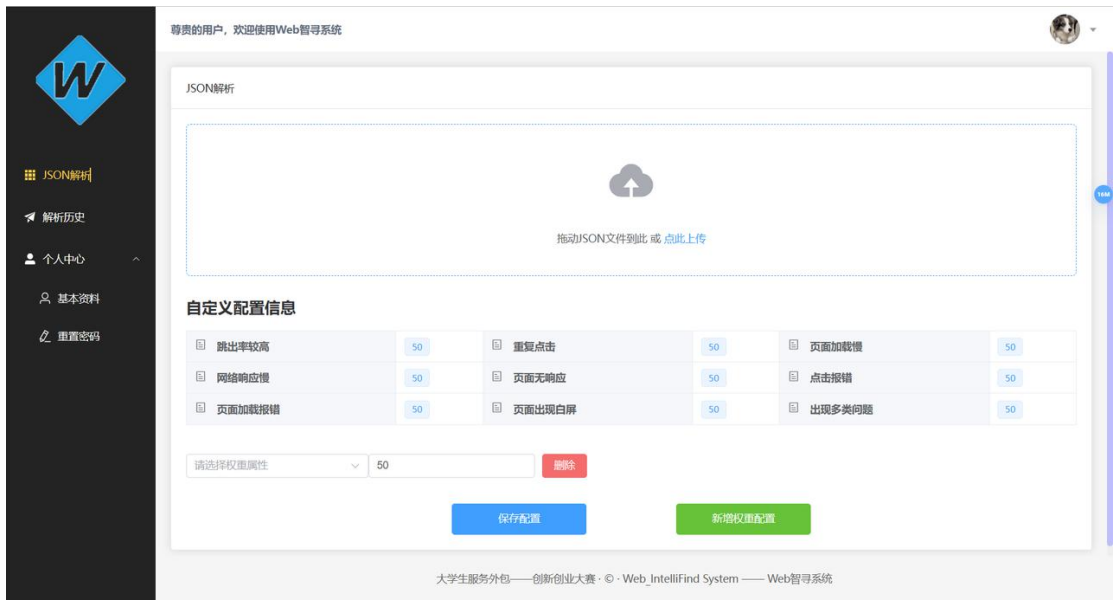 尊贵的用户，欢迎使用Web智寻系统
W
JSON解析
解析历史
个人中心
基本资料
重置密码
JSON解析
拖动JSON文件到此 或 点此上传
自定义配置信息
跳出率较高 50 重复点击 50 页面加载慢 50
网络响应慢 50 页面无响应 50 点击报错 50
页面加载报错 50 页面出现白屏 50 出现多类问题 50
请选择权重属性 50 删除
保存配置 新增权重配置
16M
大学生服务外包——创新创业大赛 · © · Web_IntelliFind System —— Web智寻系统